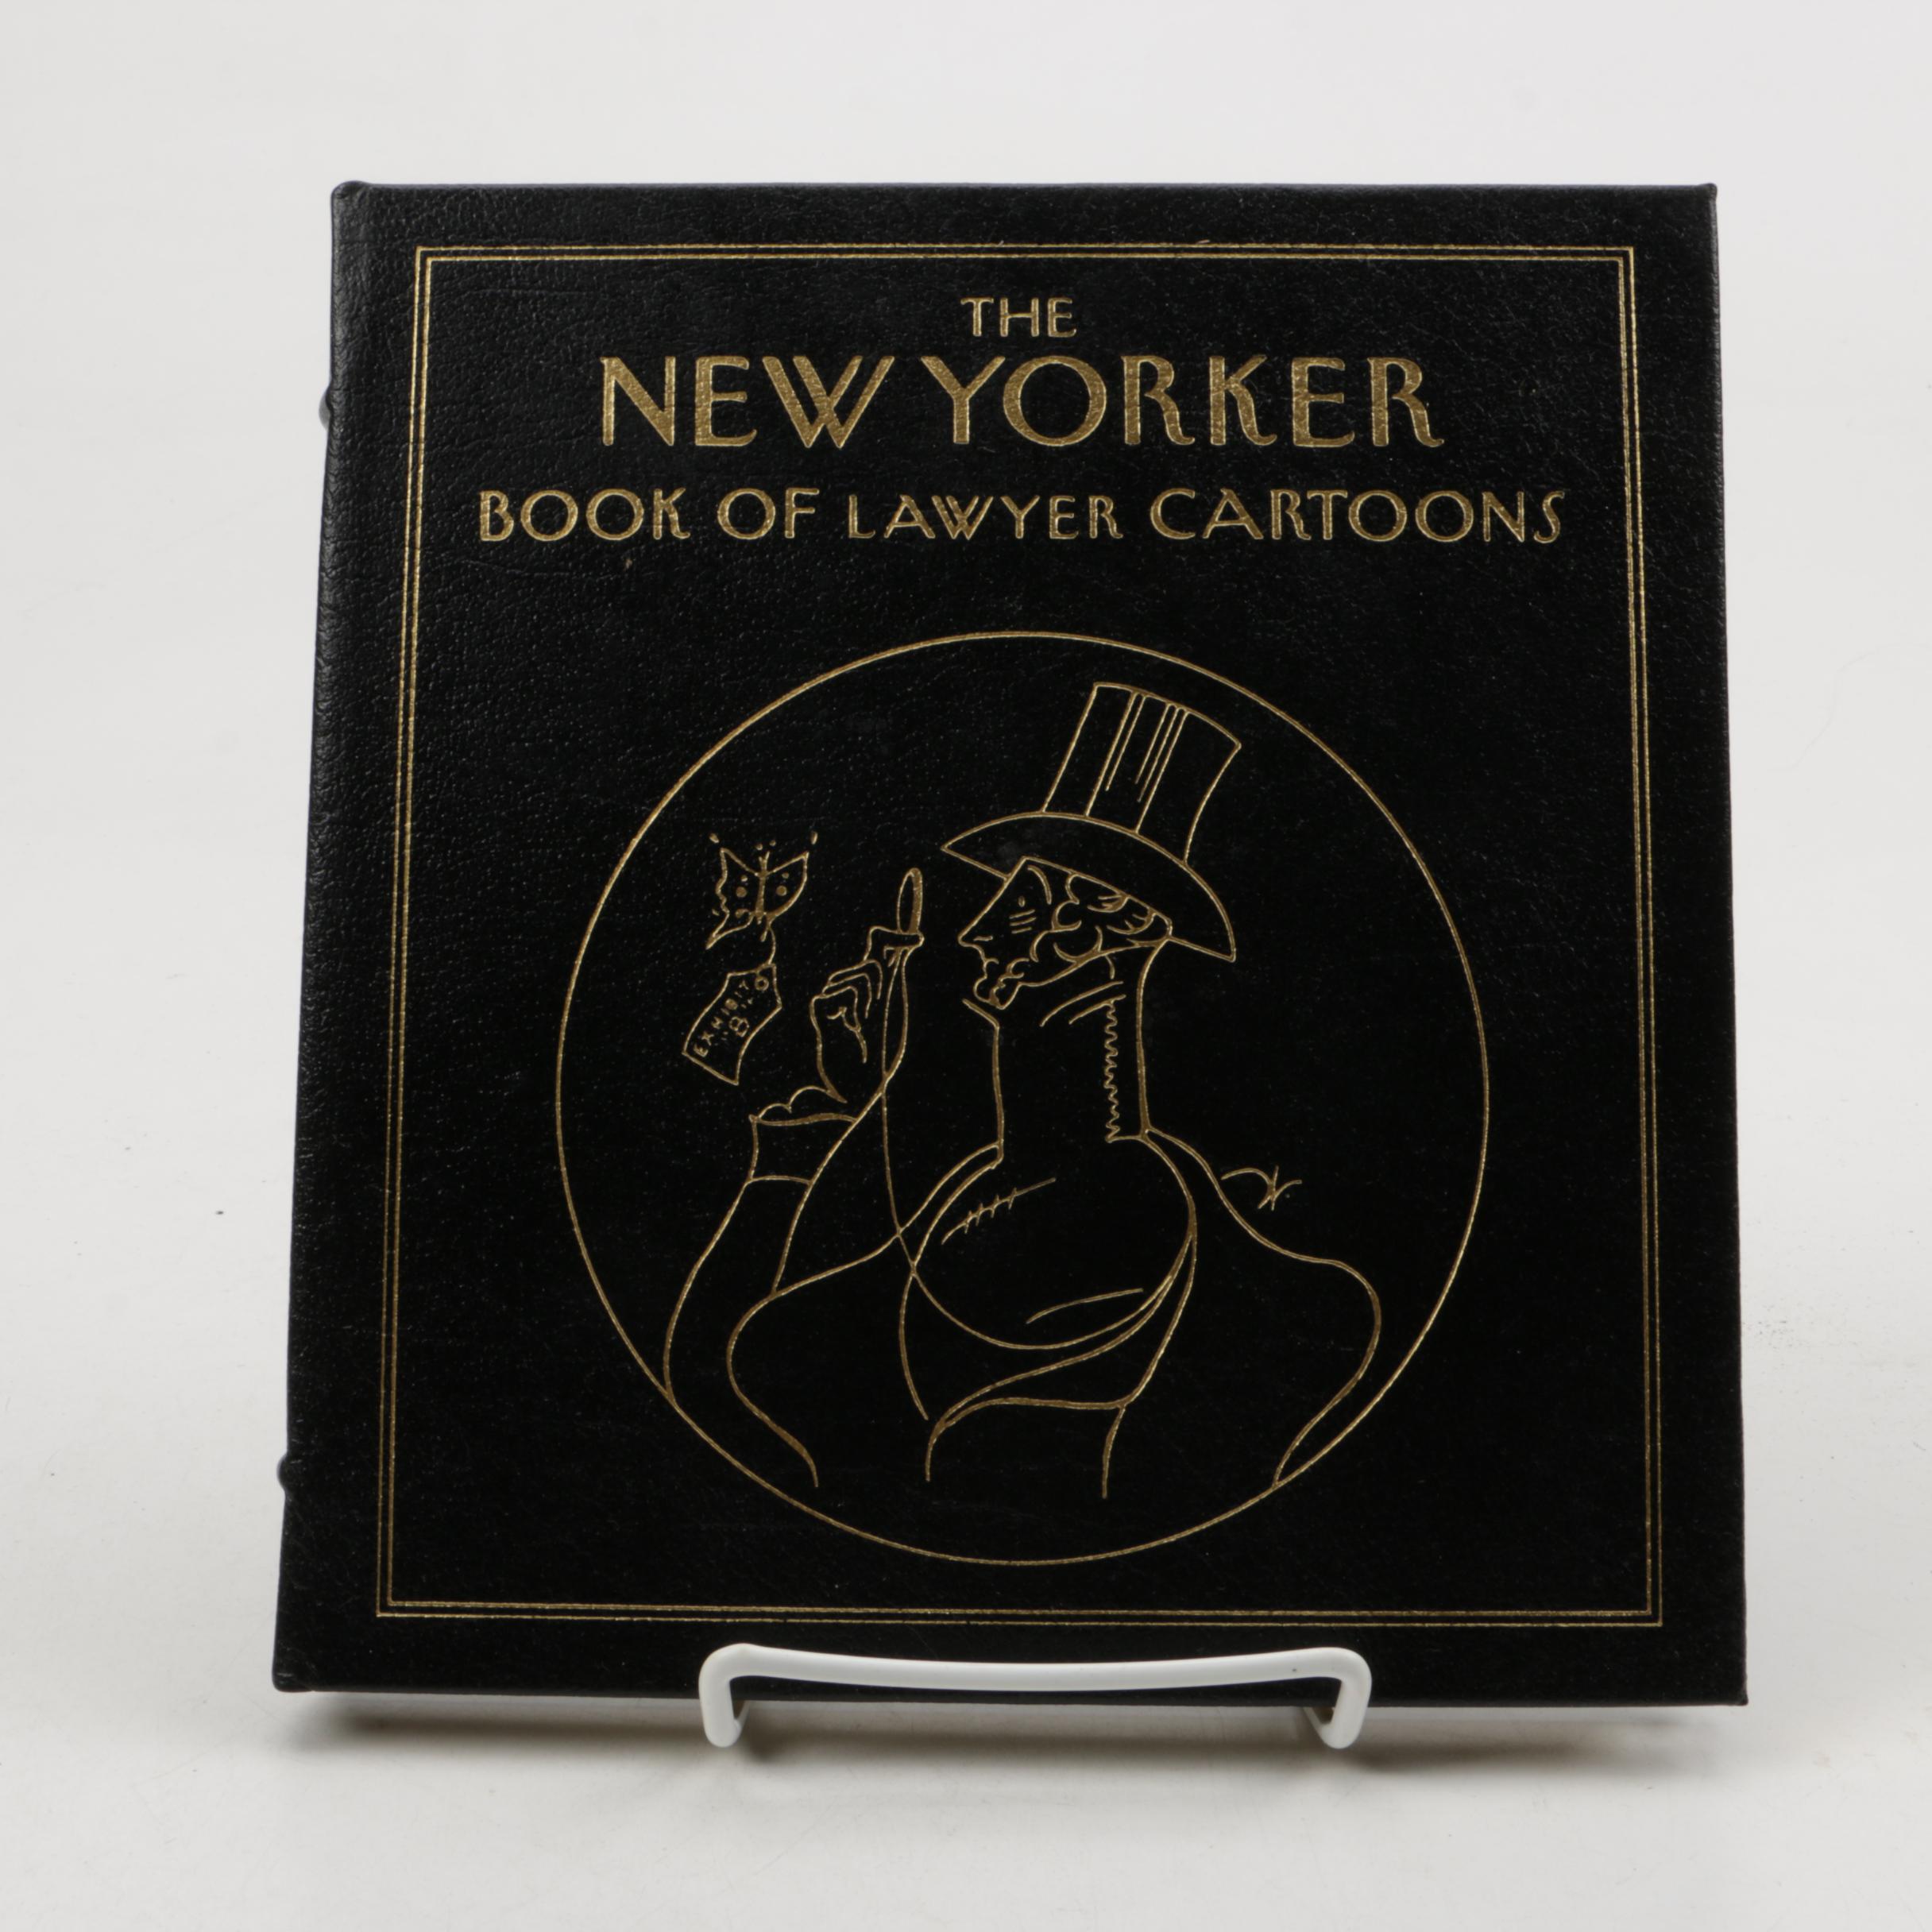 THE
NEW YORKER
BOOK OF LAWYER CARTOONS
EXHIBIT
B